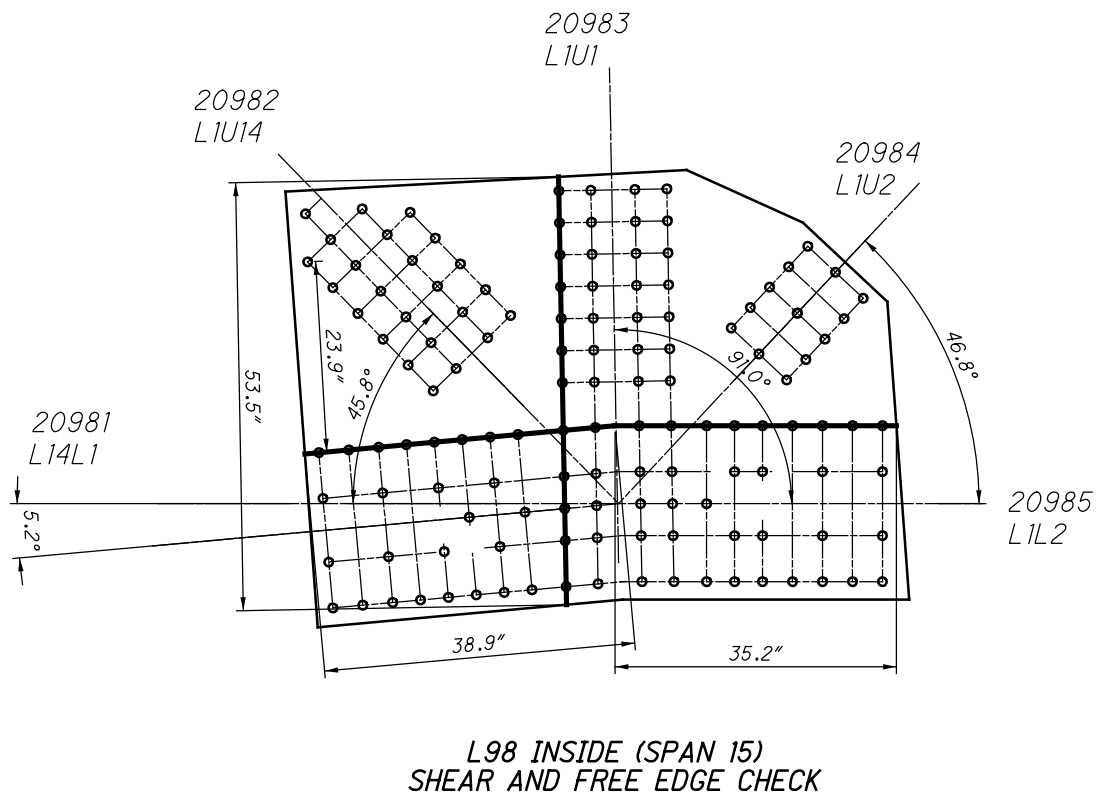 20983
L1U1
20982
L1U14
20984
L1U2
46.8°
91.0°
23.9"
45.8°
53.5"
20981
L14L1
5.2°
20985
L1L2
38.9"
35.2"
L98 INSIDE (SPAN 15)
SHEAR AND FREE EDGE CHECK